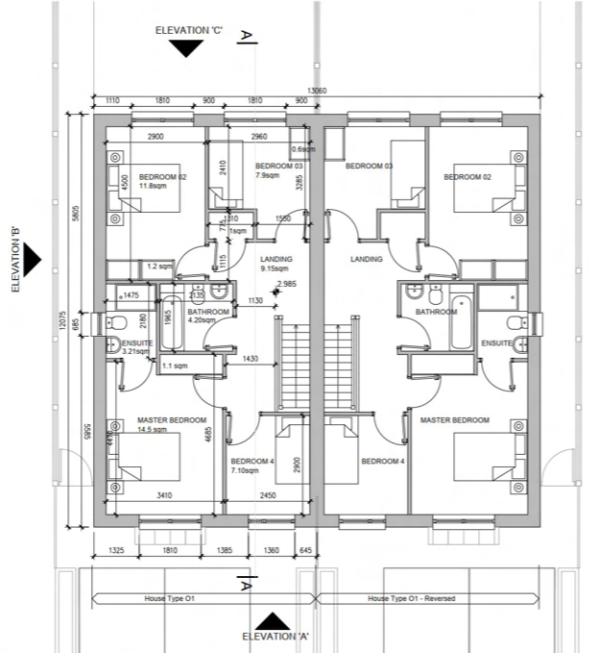 ELEVATION 'C'
A
13060
1110
1810
900
1810
900
2900
2960
0.6sqm
BEDROOM 02
11.8sqm
4500
2410
BEDROOM 03
7.9sqm
3285
BEDROOM 03
BEDROOM 02
5805
ELEVATION 'B'
775
1550
1sqm
1115
LANDING
9.15sqm
LANDING
1.2 sqm
2.985
1475
2135
1130
12075
685
2180
1965
BATHROOM
4.20sqm
BATHROOM
ENSUITE
3.21sqm
ENSUITE
1.1 sqm
1430
MASTER BEDROOM
14.5 sqm
4685
MASTER BEDROOM
5585
BEDROOM 4
7.10sqm
2900
BEDROOM 4
3410
2450
1325
1810
1385
1360
645
A
House Type O1
House Type O1 - Reversed
ELEVATION 'A'